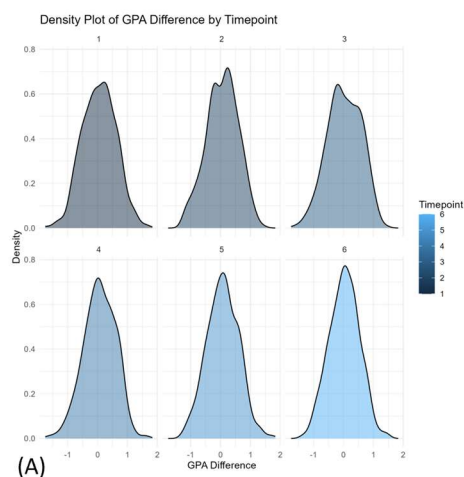 Density Plot of GPA Difference by Timepoint
1 2 3
0.8
0.6
0.4
0.2
0.0
Density
4 5 6
0.8
0.6
0.4
0.2
0.0
-1 0 1 2 -1 0 1 2 -1 0 1 2
GPA Difference
Timepoint
6
5
4
3
2
1
(A)